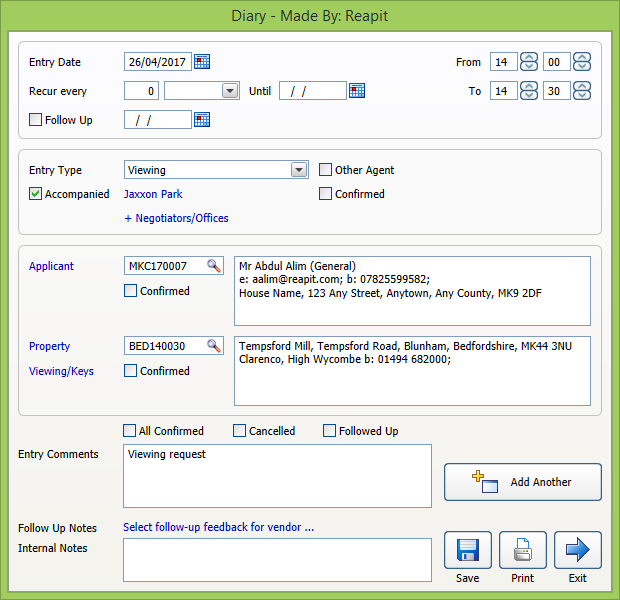 Diary - Made By: Reapit
Entry Date 26/04/2017 From 14 00
Recur every 0 Until / / To 14 30
Follow Up / /
Entry Type Viewing Other Agent
Accompanied Jaxxon Park Confirmed
+ Negotiators/Offices
Applicant MKC170007 Mr Abdul Alim (General)
e: aalim@reapit.com; b: 07825599582;
Confirmed House Name, 123 Any Street, Anytown, Any County, MK9 2DF
Property BED140030 Tempsford Mill, Tempsford Road, Blunham, Bedfordshire, MK44 3NU
Clarenco, High Wycombe b: 01494 682000;
Viewing/Keys Confirmed
All Confirmed Cancelled Followed Up
Entry Comments Viewing request
Add Another
Follow Up Notes Select follow-up feedback for vendor ...
Internal Notes
Save Print Exit